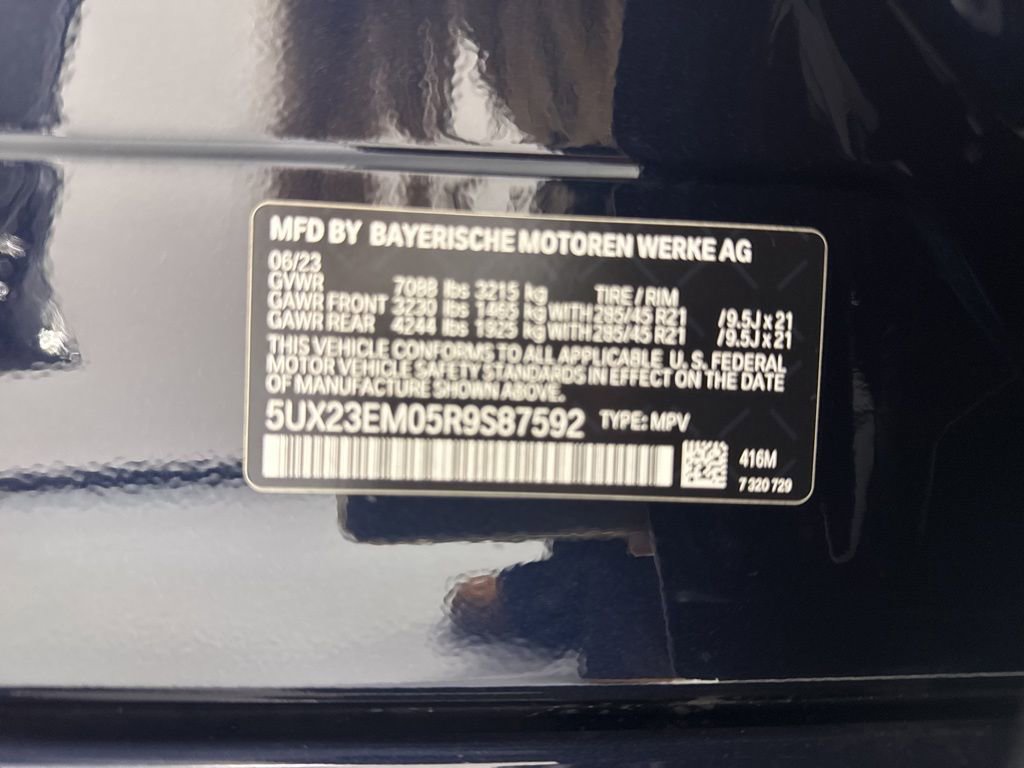 MFD BY BAYERISCHE MOTOREN WERKE AG
06/23
GVWR 7088 lbs 3215 kg TIRE / RIM
GAWR FRONT 3230 lbs 1465 kg WITH 285/45 R21 /9.5J x 21
GAWR REAR 4244 lbs 1925 kg WITH 285/45 R21 /9.5J x 21
THIS VEHICLE CONFORMS TO ALL APPLICABLE U. S. FEDERAL
MOTOR VEHICLE SAFETY STANDARDS IN EFFECT ON THE DATE
OF MANUFACTURE SHOWN ABOVE.
5UX23EM05R9S87592 TYPE: MPV
416M
7 320 729